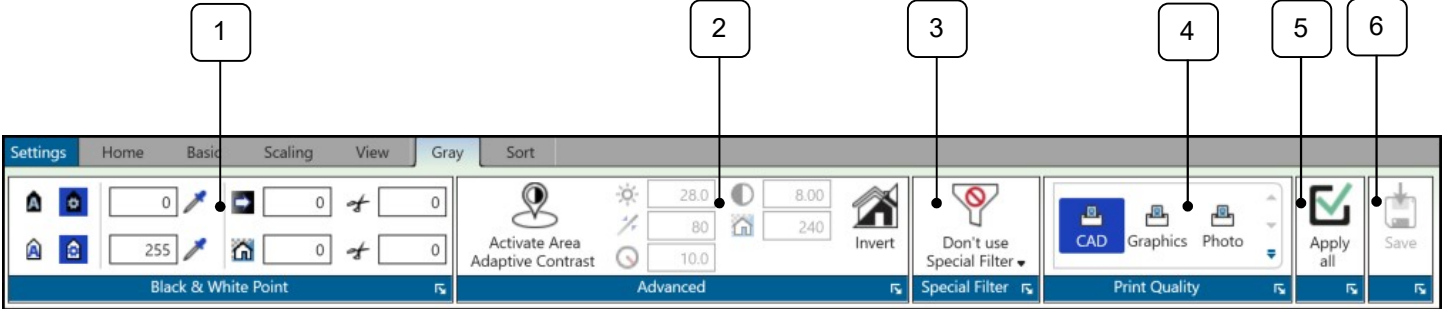 1 2 3 4 5 6
Settings Home Basic Scaling View Gray Sort
A 0 0 0 28.0 8.00
80 240
A 255 0 0 10.0
Activate Area
Adaptive Contrast
Invert
Don't use
Special Filter
CAD Graphics Photo
Apply
all
Save
Black & White Point Advanced Special Filter Print Quality